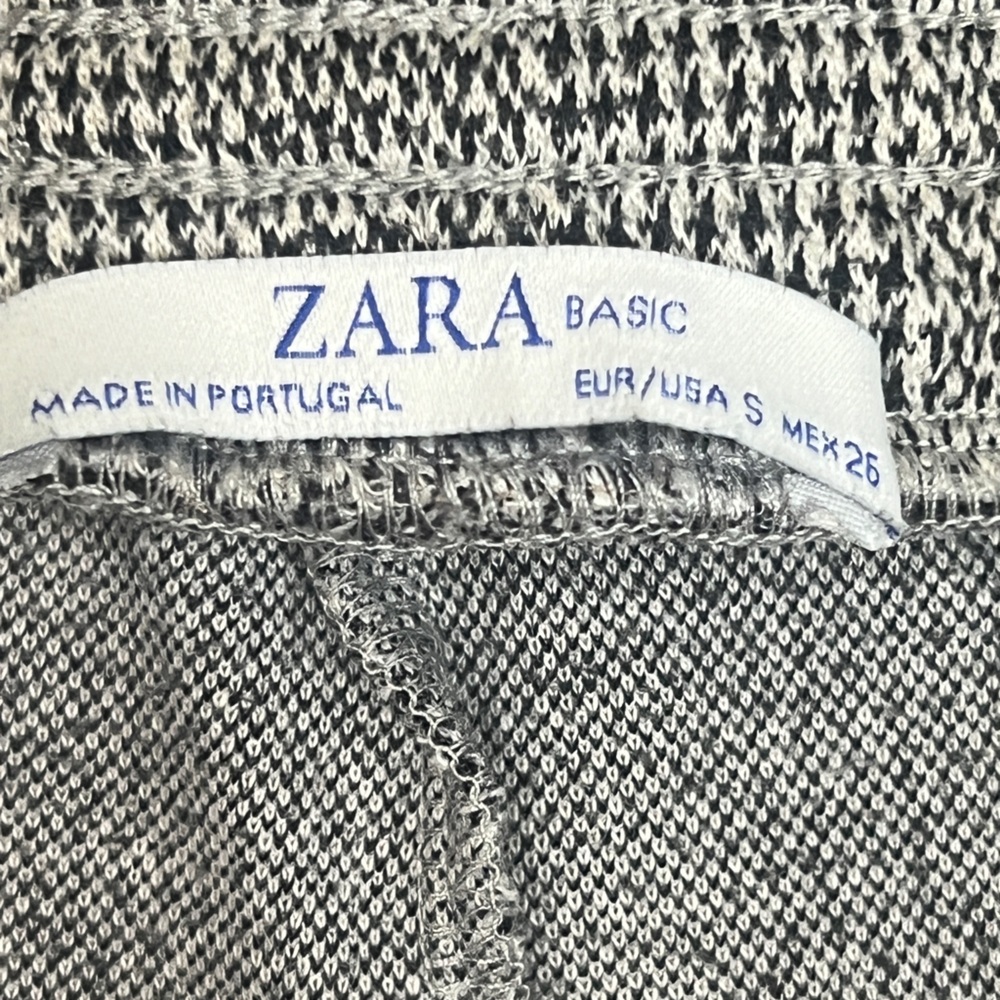 ZARA BASIC
MADE IN PORTUGAL EUR/USA S MEX 26